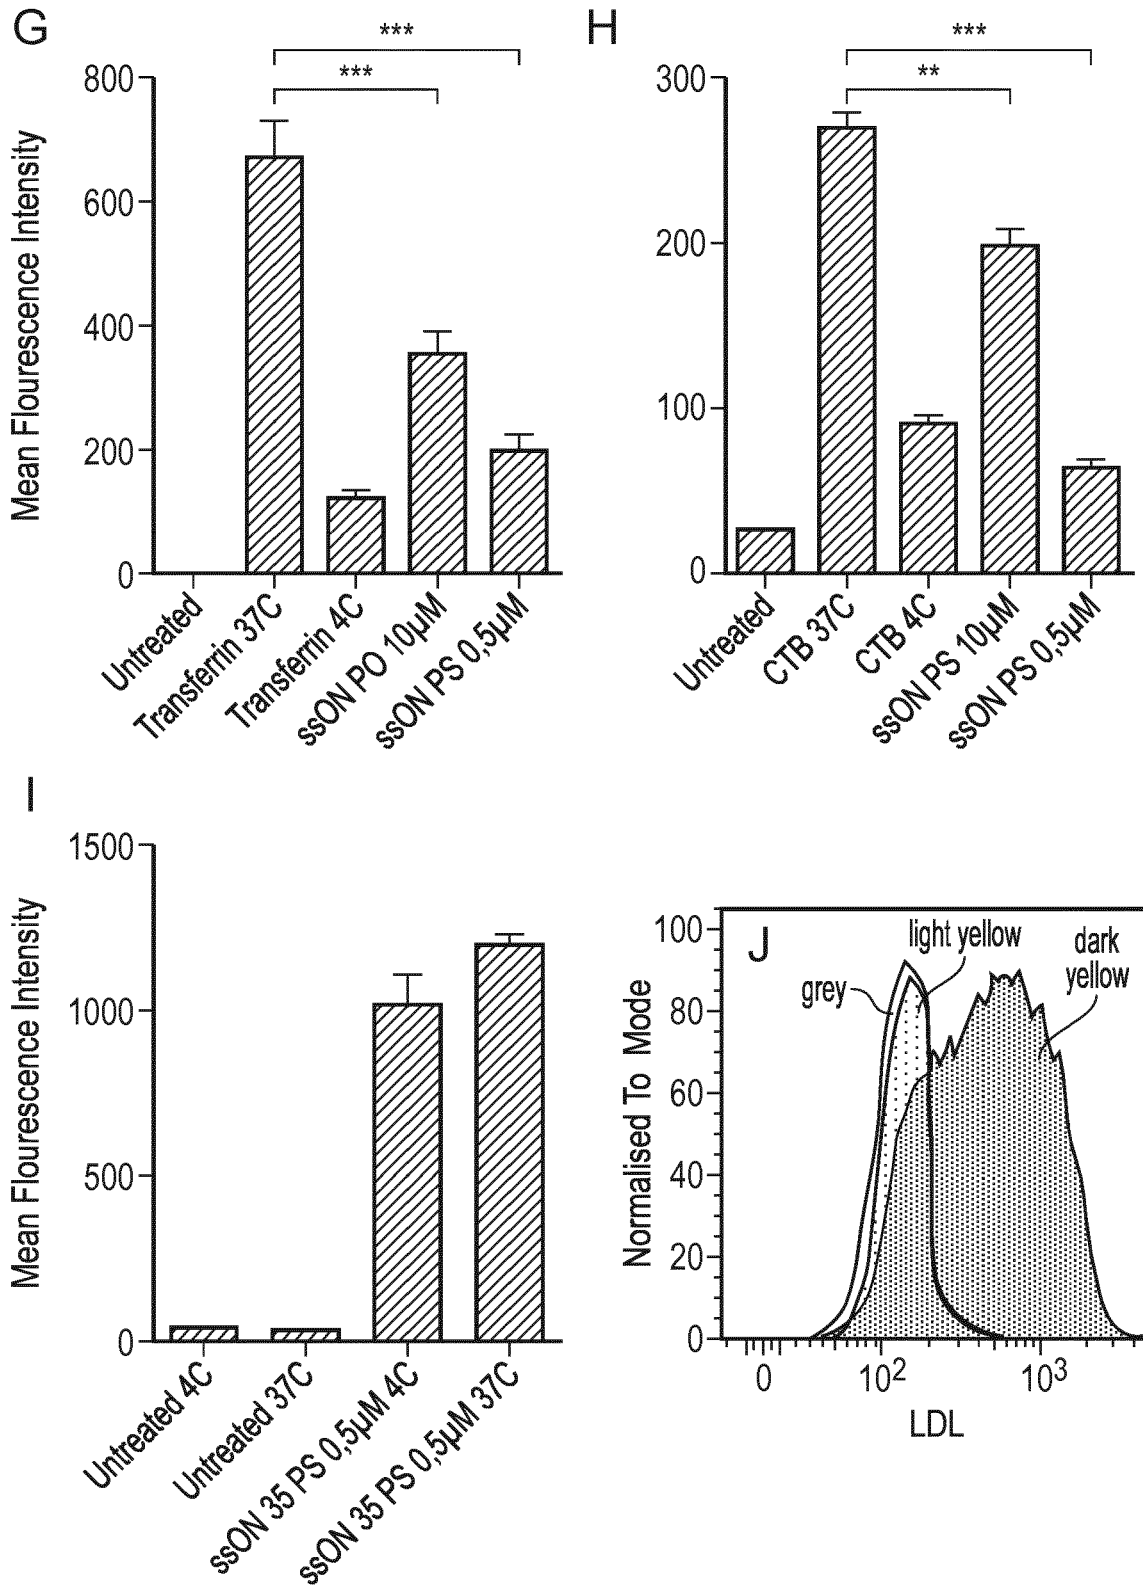 G
***
***
800
600
400
200
0
Mean Flourescence Intensity
Untreated
Transferrin 37C
Transferrin 4C
ssON PO 10µM
ssON PS 0,5µM
H
***
**
300
200
100
0
Untreated
CTB 37C
CTB 4C
ssON PS 10µM
ssON PS 0,5µM
I
1500
1000
500
0
Mean Flourescence Intensity
Untreated 4C
Untreated 37C
ssON 35 PS 0,5µM 4C
ssON 35 PS 0,5µM 37C
J
light yellow
dark
yellow
grey
100
80
60
40
20
0
Normalised To Mode
0 10² 10³
LDL